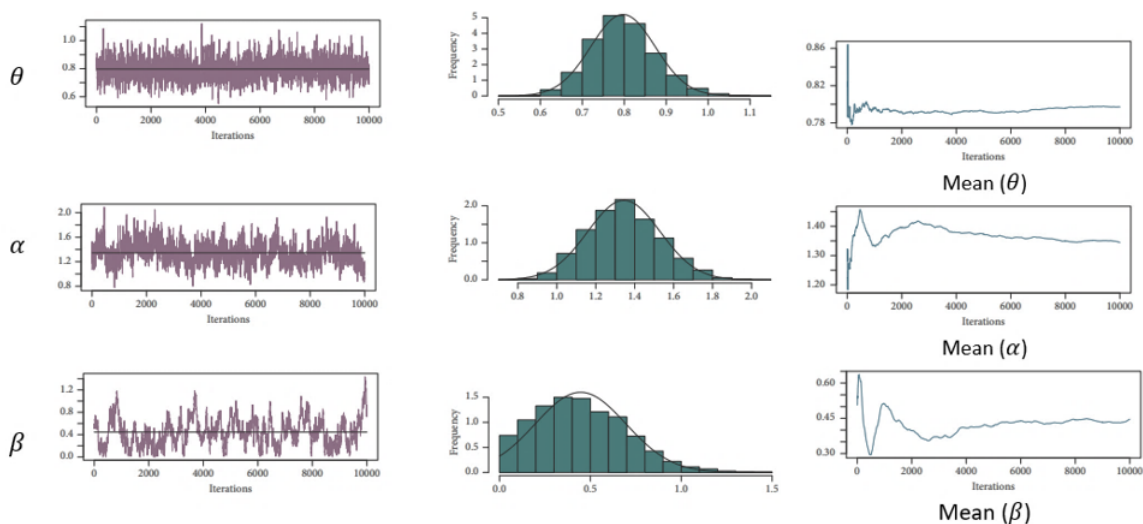 θ
1.0
0.8
0.6
0 2000 4000 6000 8000 10000
Iterations
Frequency
5
4
3
2
1
0
0.5 0.6 0.7 0.8 0.9 1.0 1.1
0.86
0.82
0.78
0 2000 4000 6000 8000 10000
Iterations
Mean (θ)
α
2.0
1.6
1.2
0.8
0 2000 4000 6000 8000 10000
Iterations
Frequency
2.0
1.0
0.0
0.8 1.0 1.2 1.4 1.6 1.8 2.0
1.40
1.30
1.20
0 2000 4000 6000 8000 10000
Iterations
Mean (α)
β
1.2
0.8
0.4
0.0
0 2000 4000 6000 8000 10000
Iterations
Frequency
1.5
1.0
0.5
0.0
0.0 0.5 1.0 1.5
0.60
0.45
0.30
0 2000 4000 6000 8000 10000
Iterations
Mean (β)